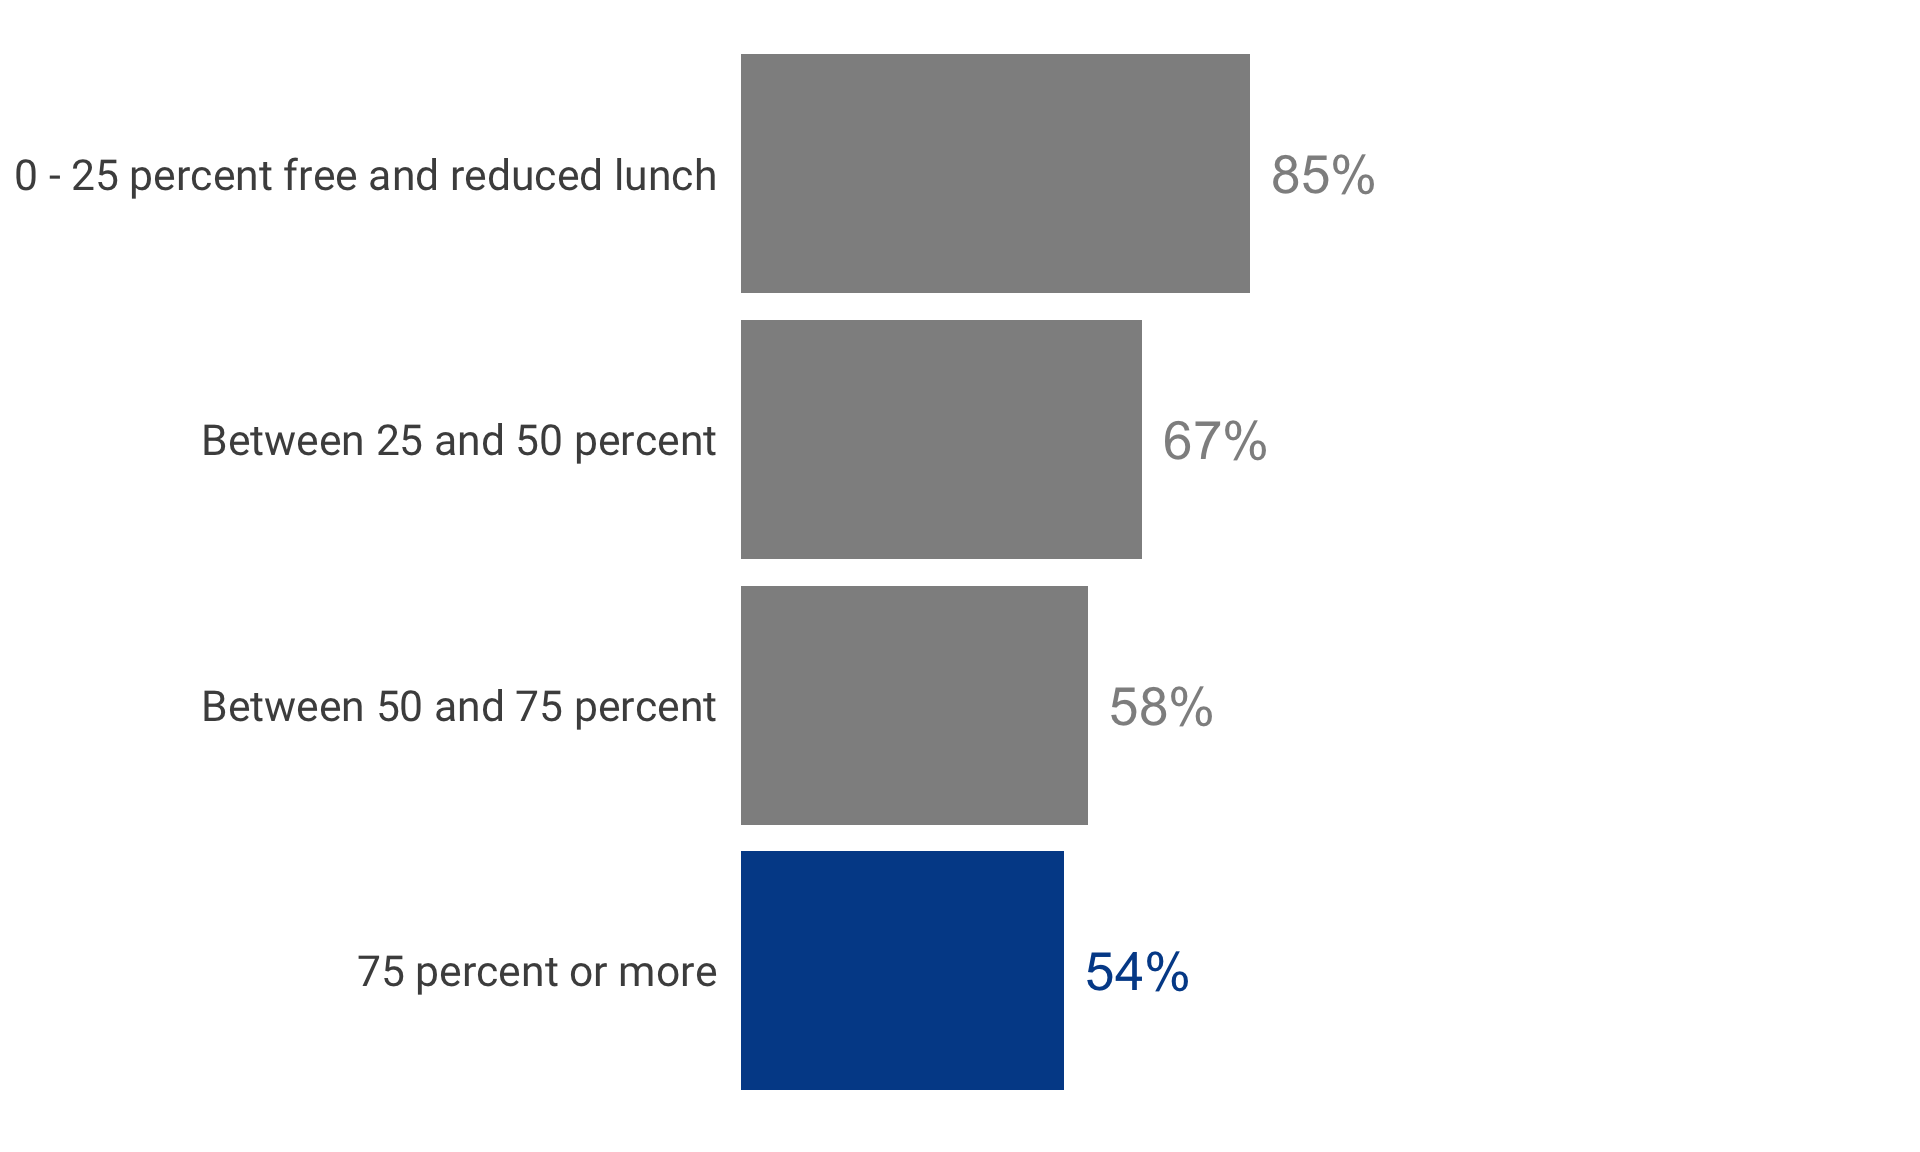 0 - 25 percent free and reduced lunch 85%
Between 25 and 50 percent 67%
Between 50 and 75 percent 58%
75 percent or more 54%